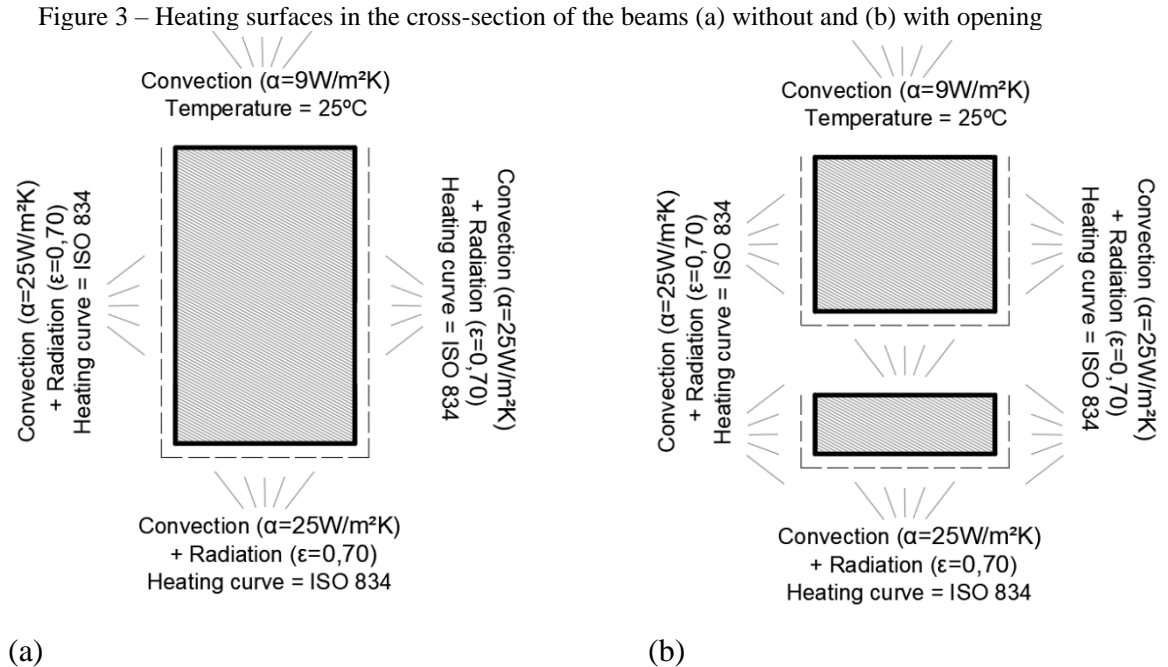 Figure 3 – Heating surfaces in the cross-section of the beams (a) without and (b) with opening
Convection (α=9W/m²K)
Temperature = 25ºC
Convection (α=25W/m²K)
+ Radiation (ε=0,70)
Heating curve = ISO 834
Convection (α=25W/m²K)
+ Radiation (ε=0,70)
Heating curve = ISO 834
Convection (α=25W/m²K)
+ Radiation (ε=0,70)
Heating curve = ISO 834
(a)
Convection (α=9W/m²K)
Temperature = 25ºC
Convection (α=25W/m²K)
+ Radiation (ε=0,70)
Heating curve = ISO 834
Convection (α=25W/m²K)
+ Radiation (ε=0,70)
Heating curve = ISO 834
Convection (α=25W/m²K)
+ Radiation (ε=0,70)
Heating curve = ISO 834
(b)